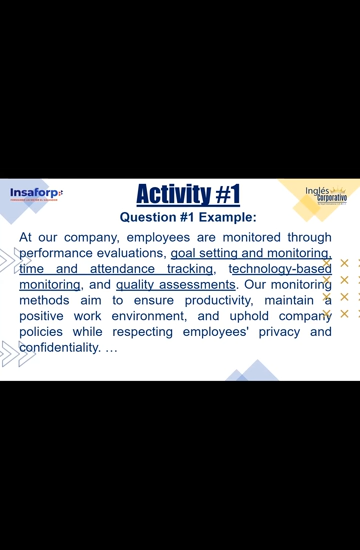 Insaforp
Activity #1
Inglés
Corporativo
Question #1 Example:
At our company, employees are monitored through
performance evaluations, goal setting and monitoring,
time and attendance tracking, technology-based
monitoring, and quality assessments. Our monitoring
methods aim to ensure productivity, maintain a
positive work environment, and uphold company
policies while respecting employees' privacy and
confidentiality. …